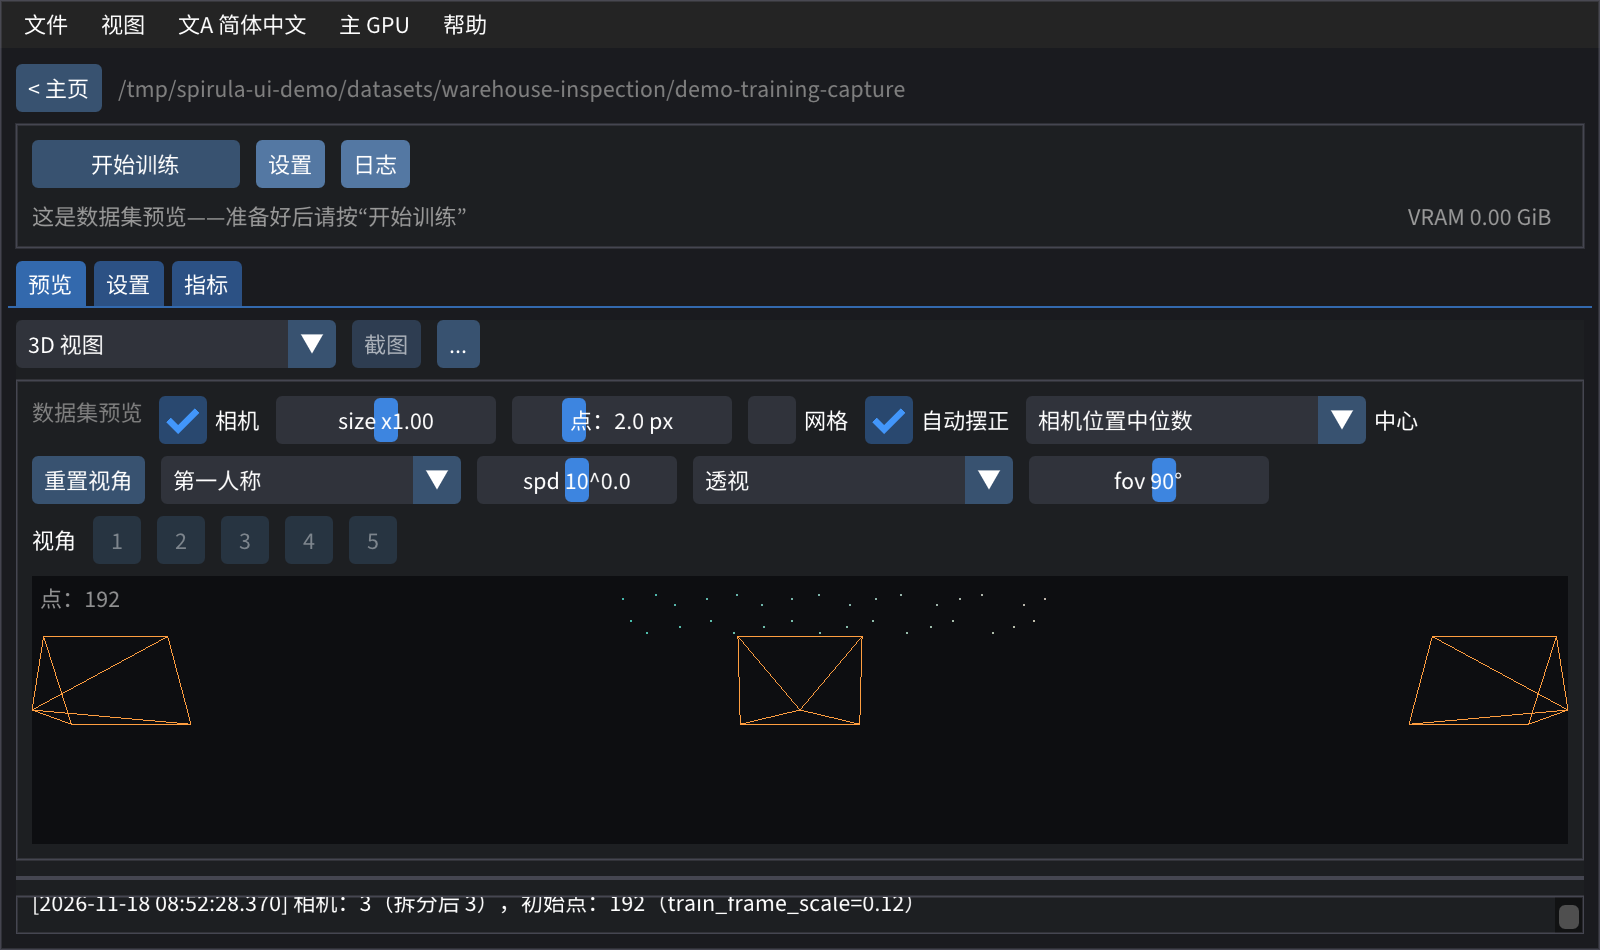 文件 视图 文A 简体中文 主 GPU 帮助
< 主页 /tmp/spirula-ui-demo/datasets/warehouse-inspection/demo-training-capture
开始训练 设置 日志
这是数据集预览——准备好后请按“开始训练” VRAM 0.00 GiB
预览 设置 指标
3D 视图 截图 ...
数据集预览 相机 size x1.00 点：2.0 px 网格 自动摆正 相机位置中位数 中心
重置视角 第一人称 spd 10^0.0 透视 fov 90°
视角 1 2 3 4 5
点：192
[2026-11-18 08:52:28.370] 相机：3（拆分后 3），初始点：192（train_frame_scale=0.12）